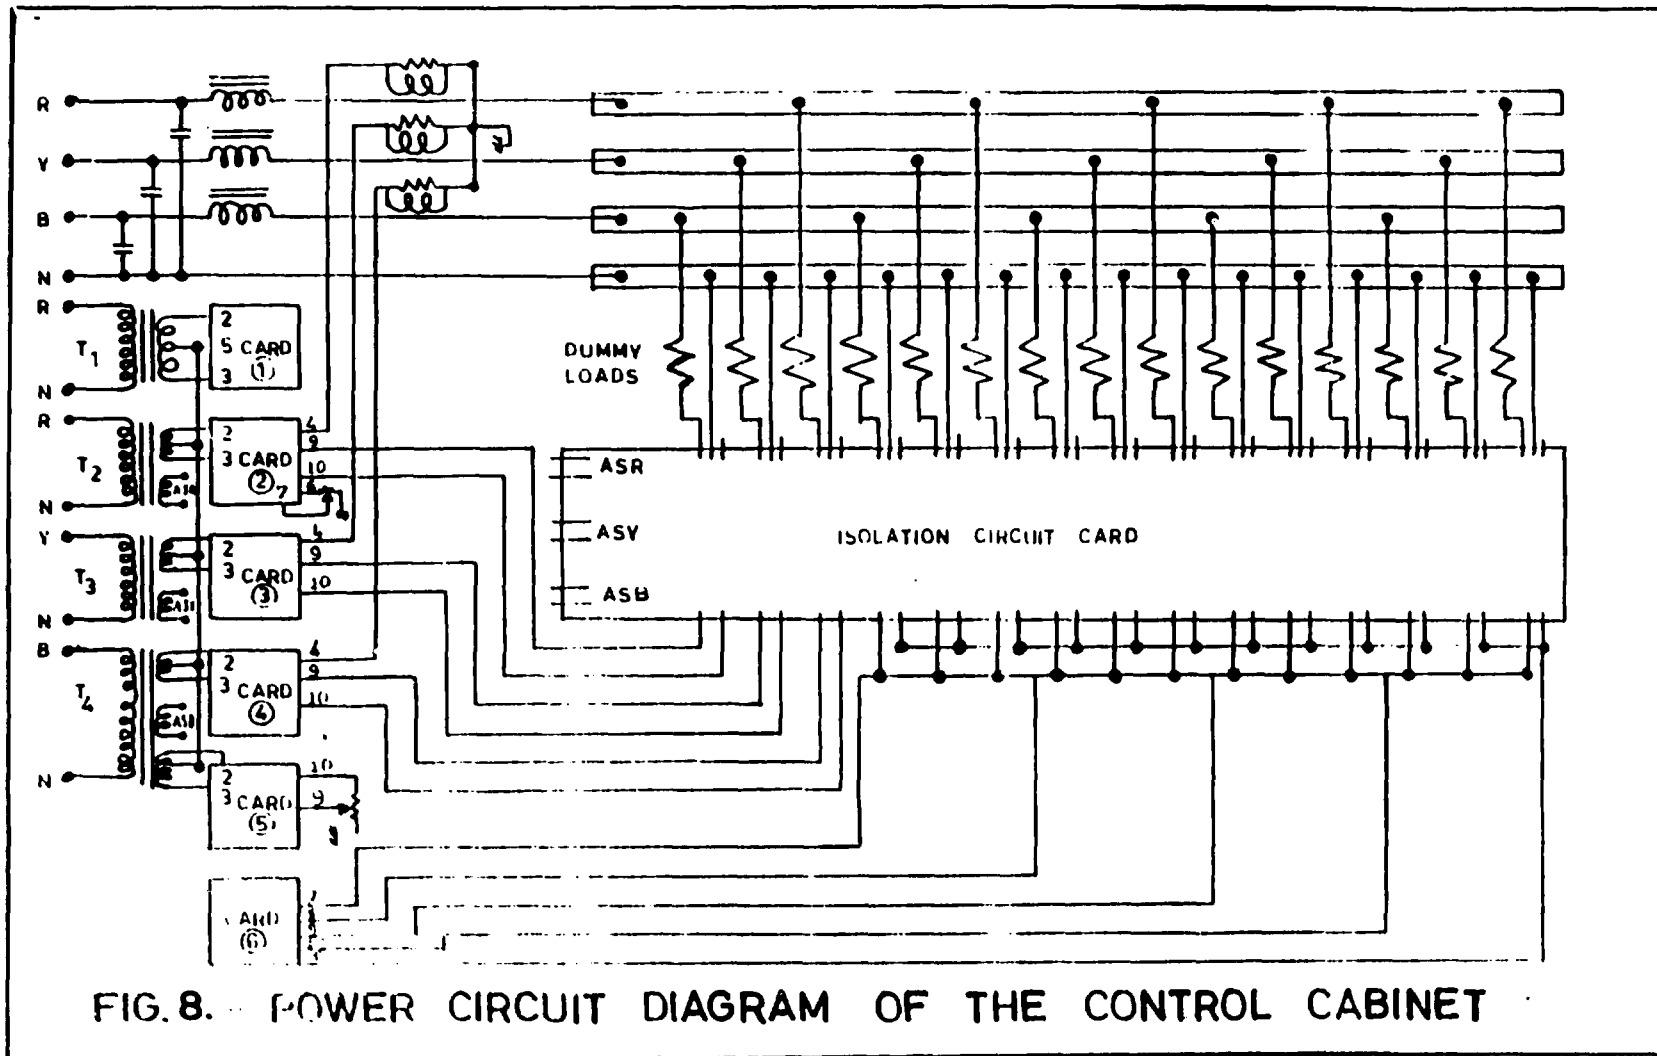 R
Y
B
N
R
T1
N
2
5 CARD
3 (1)
R
T2
N
2
3 CARD
(2) 7
4
9
10
Y
T3
N
2
3 CARD
(3)
4
9
10
B
T4
N
2
3 CARD
(4)
4
9
10
2
3 CARD
(5)
10
9
CARD
(6)
DUMMY
LOADS
ASR
ASY
ASB
ISOLATION CIRCUIT CARD
FIG. 8. POWER CIRCUIT DIAGRAM OF THE CONTROL CABINET